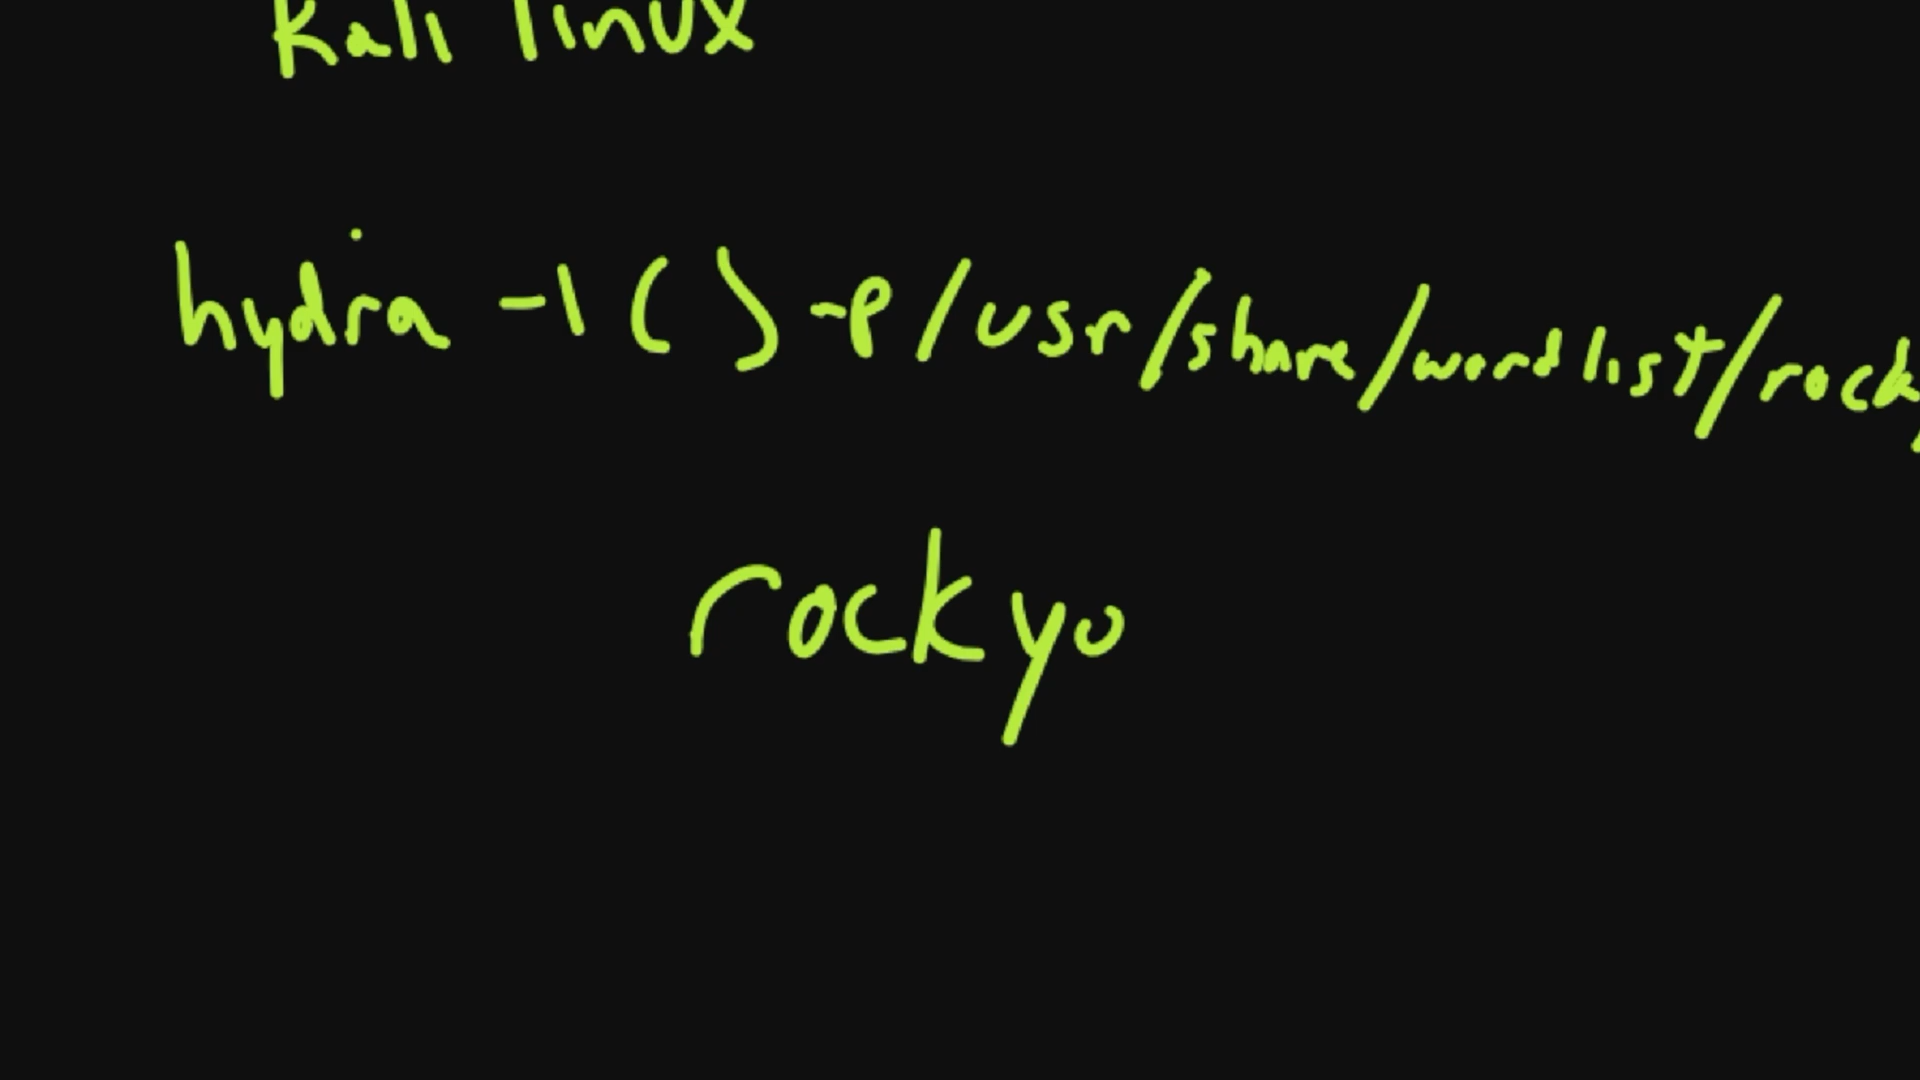 Kali linux
hydra -l ( ) -P /usr/share/wordlist/rock
rockyo